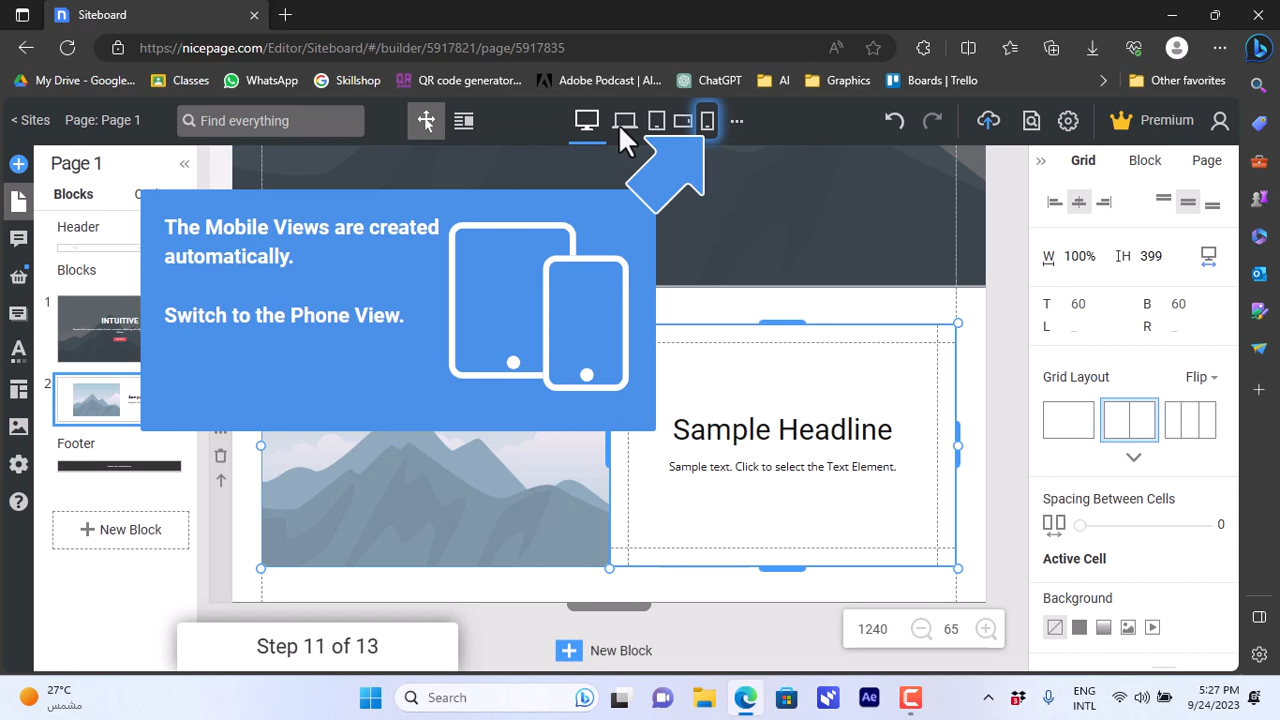 Siteboard
https://nicepage.com/Editor/Siteboard/#/builder/5917821/page/5917835
My Drive - Google...
Classes
WhatsApp
Skillshop
QR code generator...
Adobe Podcast | Al...
ChatGPT
AI
Graphics
Boards | Trello
Other favorites
< Sites
Page: Page 1
Find everything
Premium
Page 1
Blocks
Header
Blocks
1
INTUITIVE
2
Footer
New Block
The Mobile Views are created
automatically.
Switch to the Phone View.
Sample Headline
Sample text. Click to select the Text Element.
Step 11 of 13
New Block
1240
65
Grid
Block
Page
W 100%
H 399
T 60
B 60
L _
R _
Grid Layout
Flip
Spacing Between Cells
0
Active Cell
Background
27°C
مشمس
Search
Ae
ENG
INTL
5:27 PM
9/24/2023